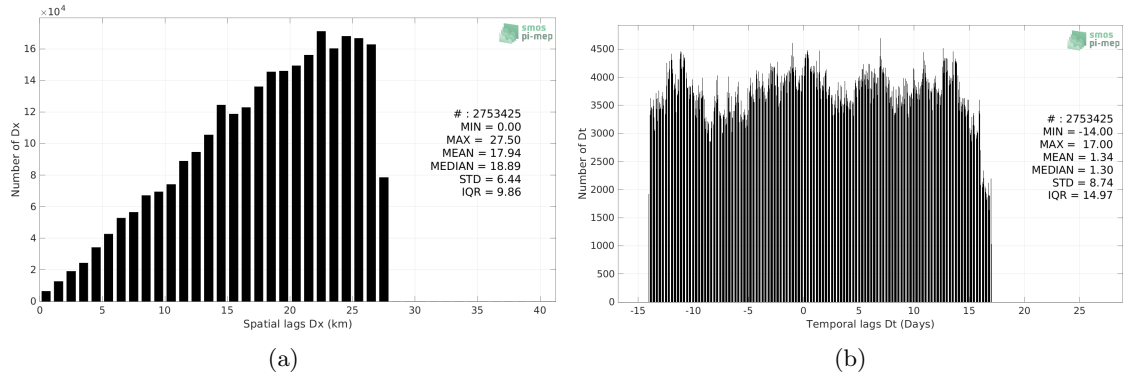 ×10⁴
16
14
12
10
8
6
4
2
0
Number of Dx
0 5 10 15 20 25 30 35 40
Spatial lags Dx (km)
smos
pi-mep
# : 2753425
MIN = 0.00
MAX = 27.50
MEAN = 17.94
MEDIAN = 18.89
STD = 6.44
IQR = 9.86
(a)
4500
4000
3500
3000
2500
2000
1500
1000
500
0
Number of Dt
-15 -10 -5 0 5 10 15 20 25
Temporal lags Dt (Days)
smos
pi-mep
# : 2753425
MIN = -14.00
MAX = 17.00
MEAN = 1.34
MEDIAN = 1.30
STD = 8.74
IQR = 14.97
(b)